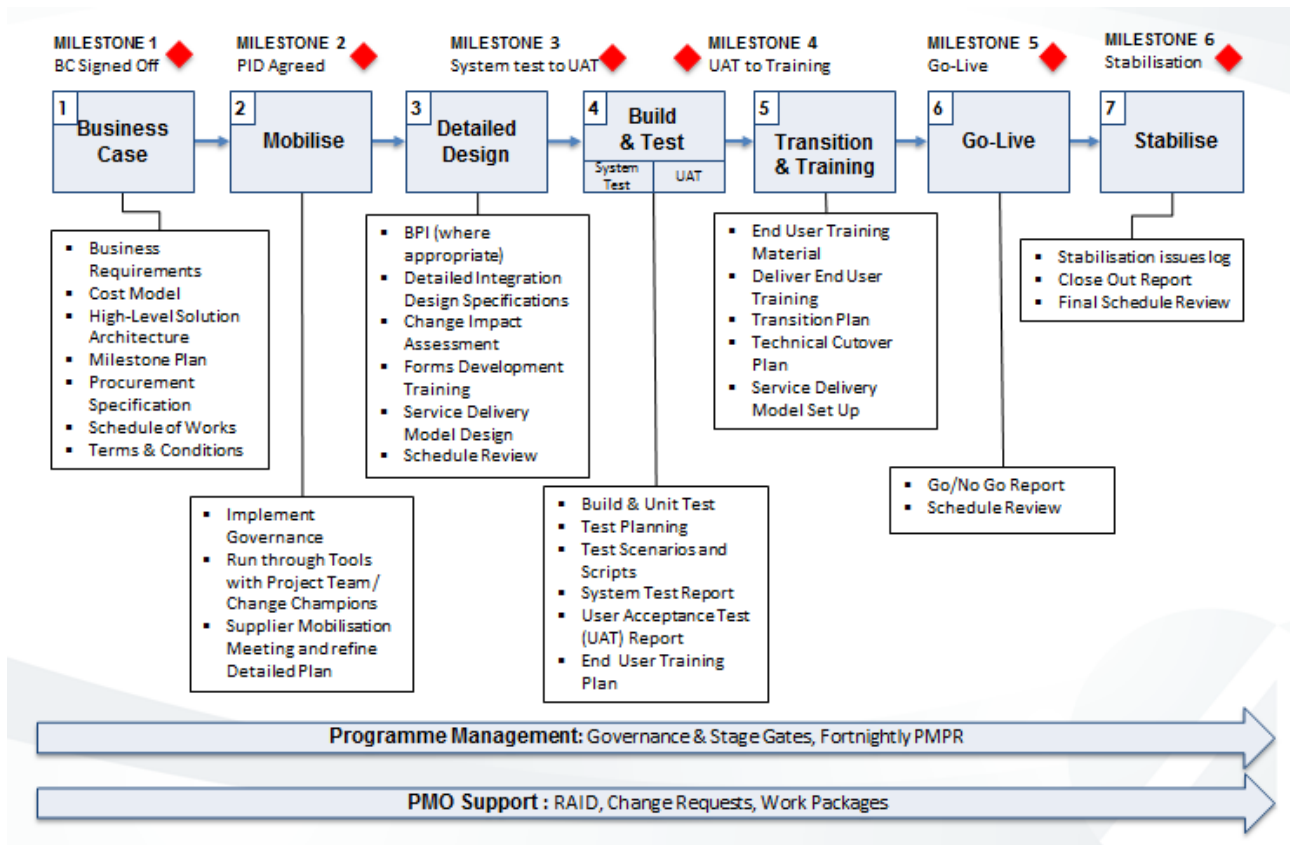 MILESTONE 1
BC Signed Off
MILESTONE 2
PID Agreed
MILESTONE 3
System test to UAT
MILESTONE 4
UAT to Training
MILESTONE 5
Go-Live
MILESTONE 6
Stabilisation
1
Business
Case
2
Mobilise
3
Detailed
Design
4
Build
& Test
System
Test
UAT
5
Transition
& Training
6
Go-Live
7
Stabilise
▪ Business
Requirements
▪ Cost Model
▪ High-Level Solution
Architecture
▪ Milestone Plan
▪ Procurement
Specification
▪ Schedule of Works
▪ Terms & Conditions
▪ Implement
Governance
▪ Run through Tools
with Project Team /
Change Champions
▪ Supplier Mobilisation
Meeting and refine
Detailed Plan
▪ BPI (where
appropriate)
▪ Detailed Integration
Design Specifications
▪ Change Impact
Assessment
▪ Forms Development
Training
▪ Service Delivery
Model Design
▪ Schedule Review
▪ Build & Unit Test
▪ Test Planning
▪ Test Scenarios and
Scripts
▪ System Test Report
▪ User Acceptance Test
(UAT) Report
▪ End User Training
Plan
▪ End User Training
Material
▪ Deliver End User
Training
▪ Transition Plan
▪ Technical Cutover
Plan
▪ Service Delivery
Model Set Up
▪ Go/No Go Report
▪ Schedule Review
▪ Stabilisation issues log
▪ Close Out Report
▪ Final Schedule Review
Programme Management: Governance & Stage Gates, Fortnightly PMPR
PMO Support : RAID, Change Requests, Work Packages